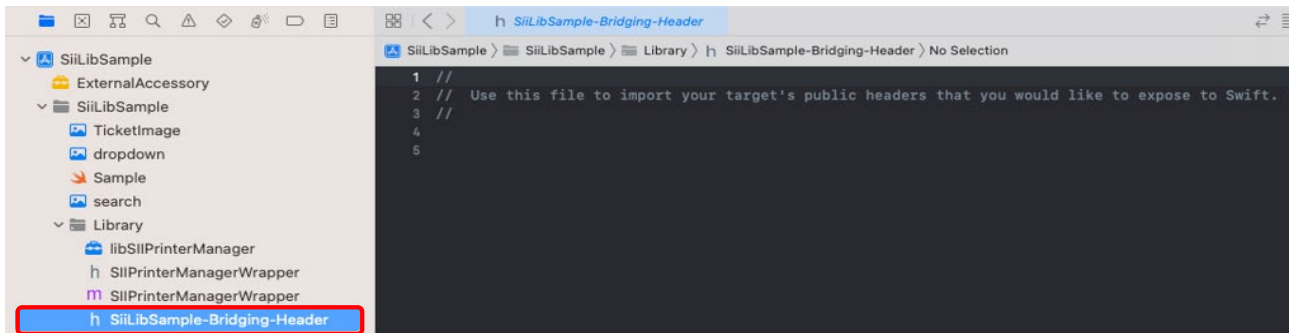 h SiiLibSample-Bridging-Header
SiiLibSample 〉 SiiLibSample 〉 Library 〉 h SiiLibSample-Bridging-Header 〉 No Selection
SiiLibSample
ExternalAccessory
SiiLibSample
TicketImage
dropdown
Sample
search
Library
libSIIPrinterManager
h SIIPrinterManagerWrapper
m SIIPrinterManagerWrapper
h SiiLibSample-Bridging-Header
1 //
2 // Use this file to import your target's public headers that you would like to expose to Swift.
3 //
4
5